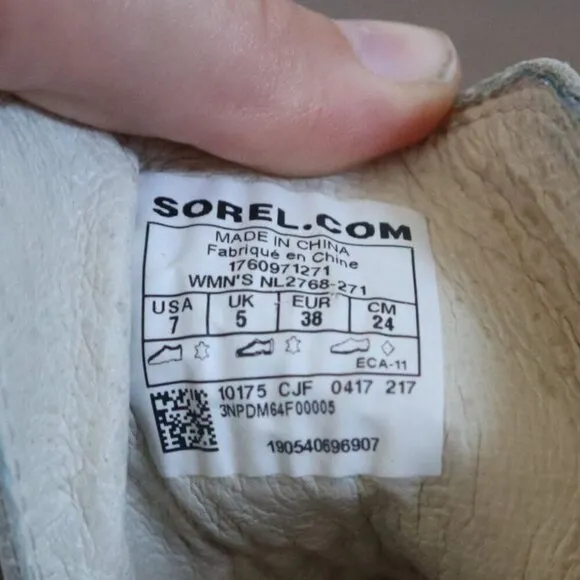 SOREL.COM
MADE IN CHINA
Fabriqué en Chine
1760971271
WMN'S NL2768-271
USA UK EUR CM
7 5 38 24
ECA-11
10175 CJF 0417 217
3NPDM64F00005
190540696907